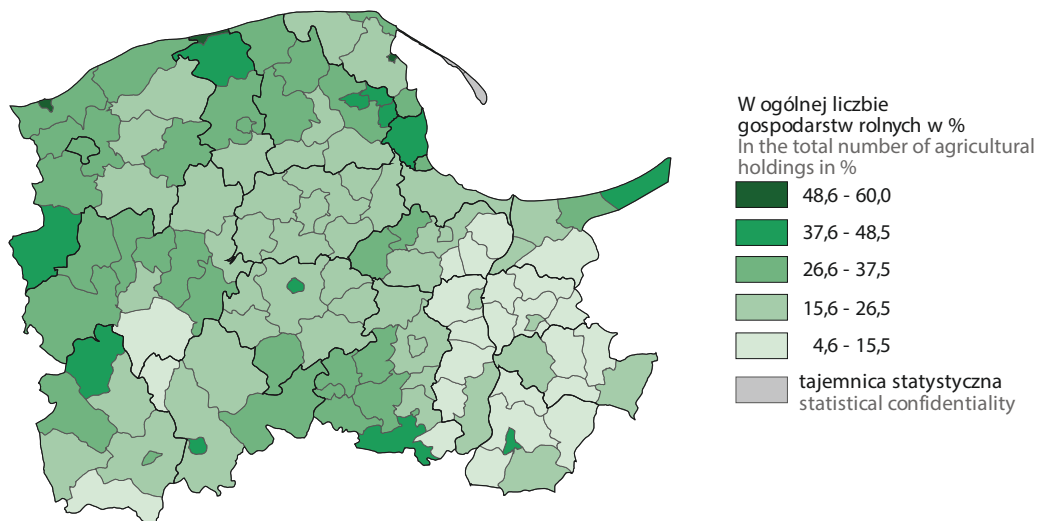 W ogólnej liczbie
gospodarstw rolnych w %
In the total number of agricultural
holdings in %
48,6 - 60,0
37,6 - 48,5
26,6 - 37,5
15,6 - 26,5
4,6 - 15,5
tajemnica statystyczna
statistical confidentiality